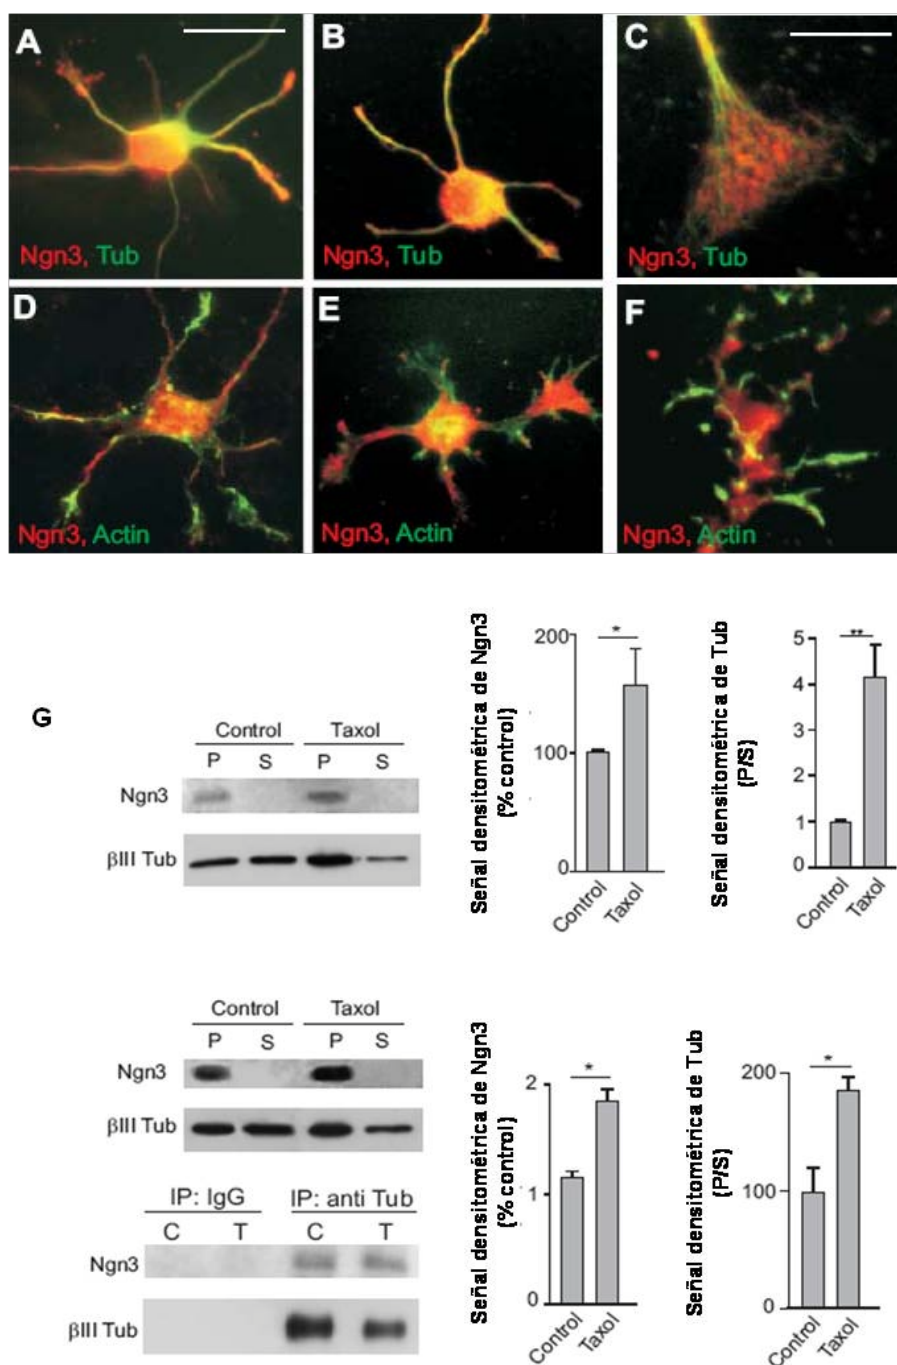 A
B
C
Ngn3, Tub
Ngn3, Tub
Ngn3, Tub
D
E
F
Ngn3, Actin
Ngn3, Actin
Ngn3, Actin
G
Control Taxol
P S P S
Ngn3
βIII Tub
Señal densitométrica de Ngn3
(% control)
200
100
0
*
Control
Taxol
Señal densitométrica de Tub
(P/S)
5
4
3
2
1
0
**
Control
Taxol
Control Taxol
P S P S
Ngn3
βIII Tub
IP: IgG IP: anti Tub
C T C T
Ngn3
βIII Tub
Señal densitométrica de Ngn3
(% control)
2
1
0
*
Control
Taxol
Señal densitométrica de Tub
(P/S)
200
100
0
*
Control
Taxol